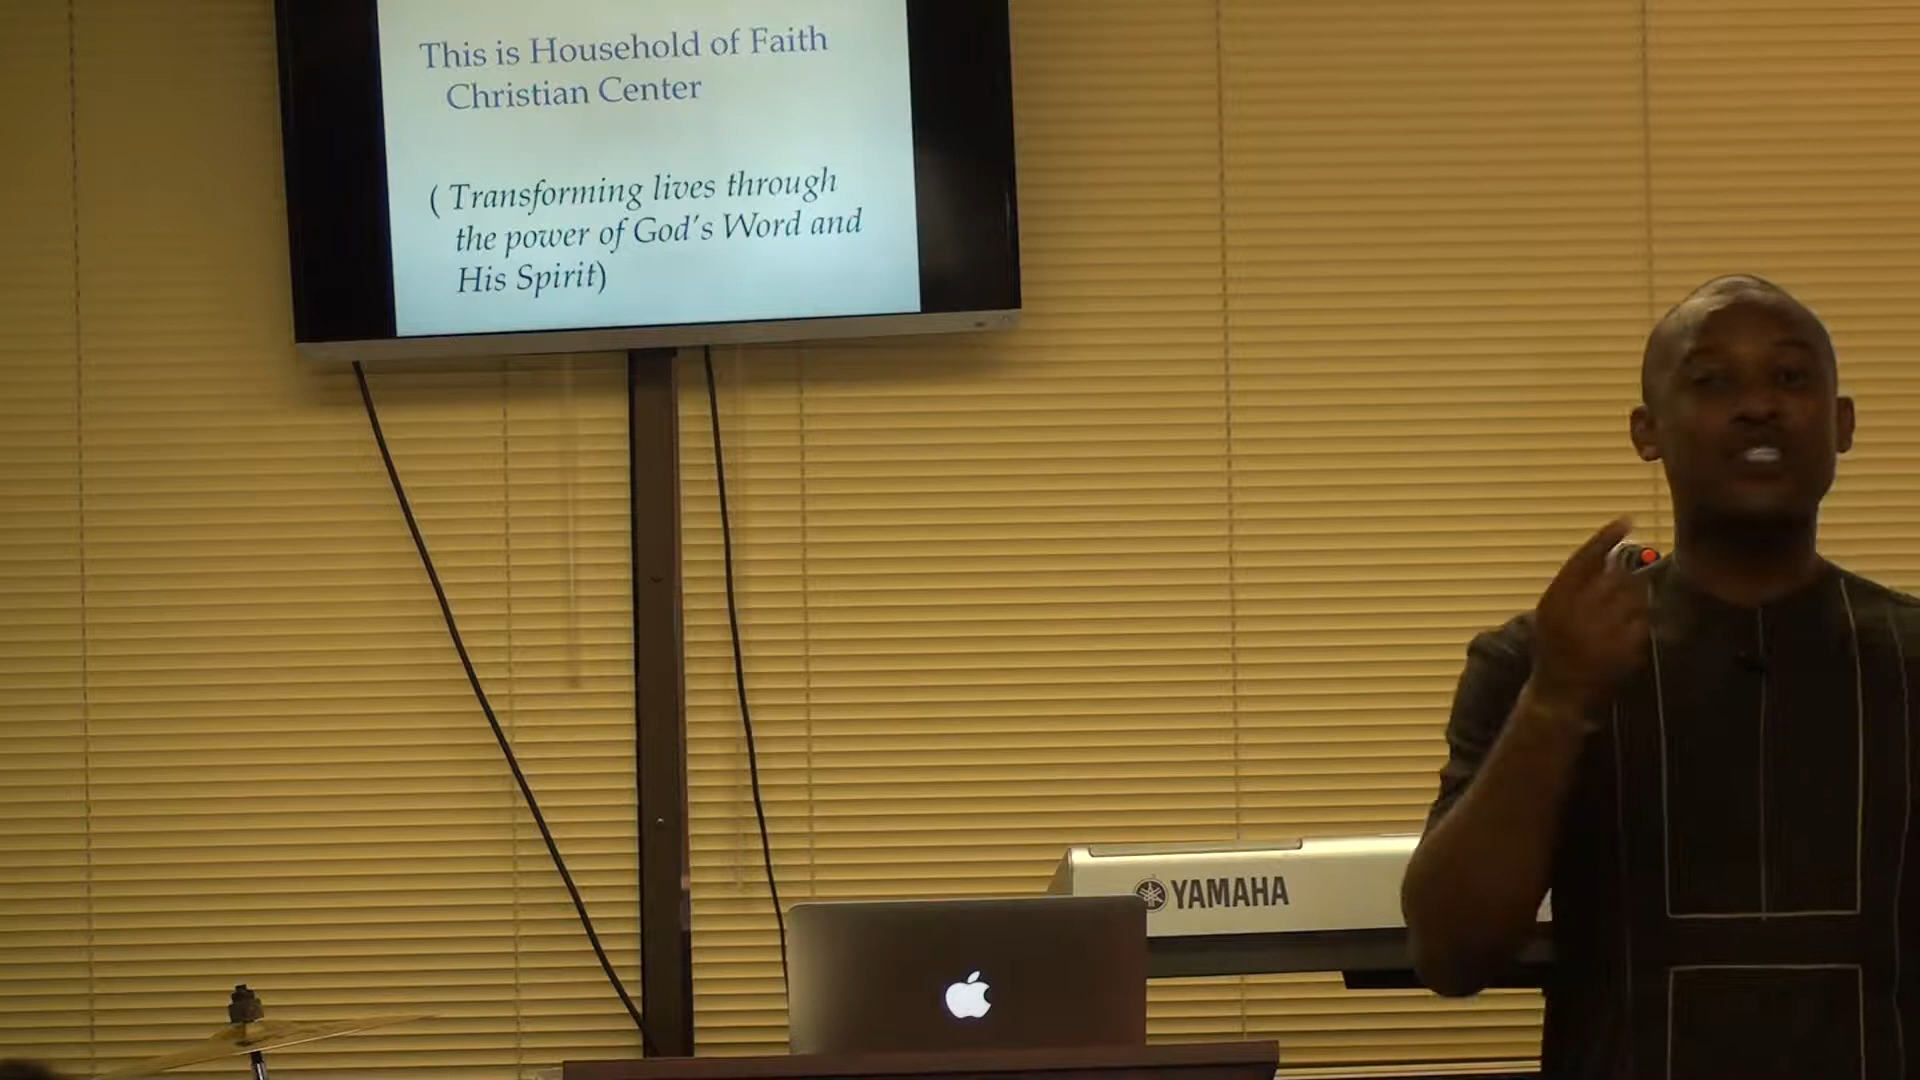 This is Household of Faith
Christian Center
( Transforming lives through
the power of God's Word and
His Spirit)
YAMAHA